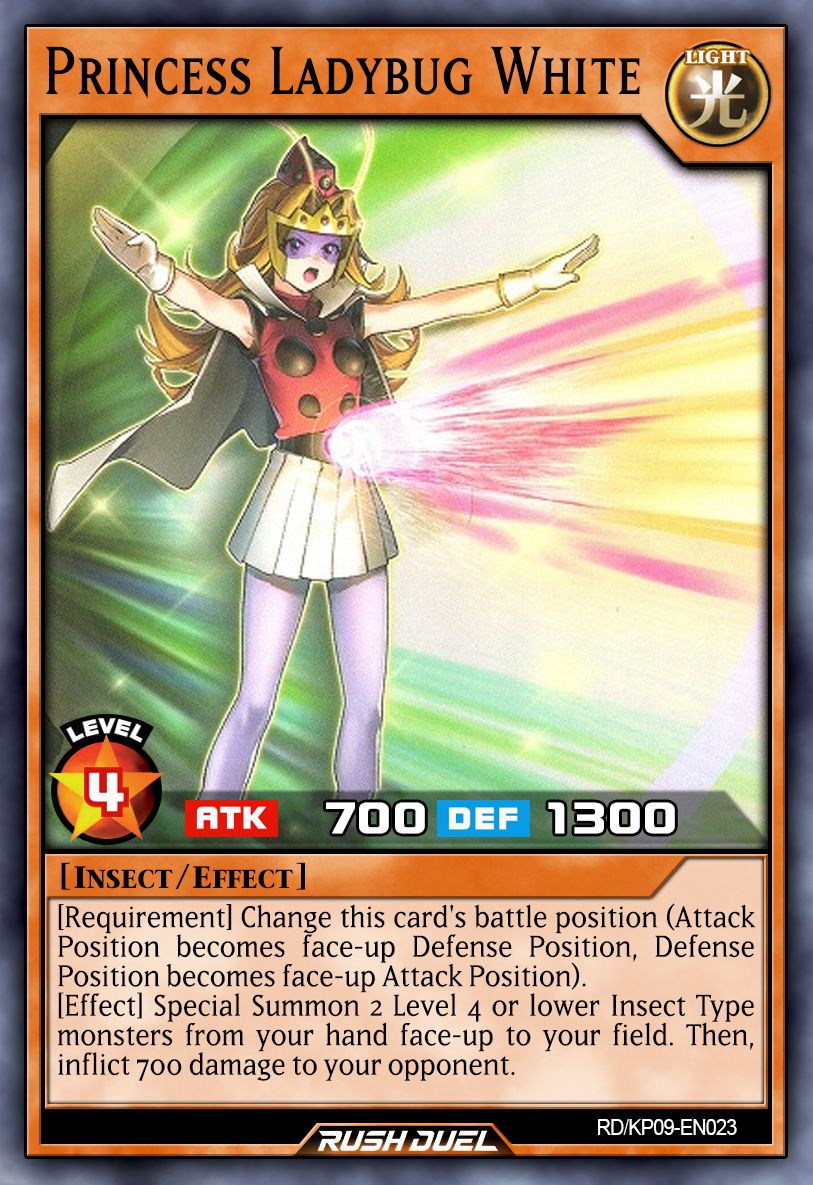 Princess Ladybug White
LIGHT
光
LEVEL
4
ATK 700 DEF 1300
[Insect/Effect]
[Requirement] Change this card's battle position (Attack
Position becomes face-up Defense Position, Defense
Position becomes face-up Attack Position).
[Effect] Special Summon 2 Level 4 or lower Insect Type
monsters from your hand face-up to your field. Then,
inflict 700 damage to your opponent.
RD/KP09-EN023
RUSH DUEL